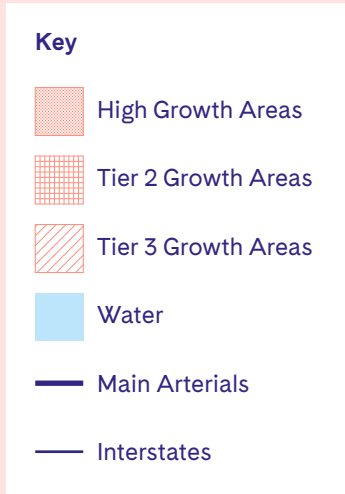 Key
High Growth Areas
Tier 2 Growth Areas
Tier 3 Growth Areas
Water
Main Arterials
Interstates